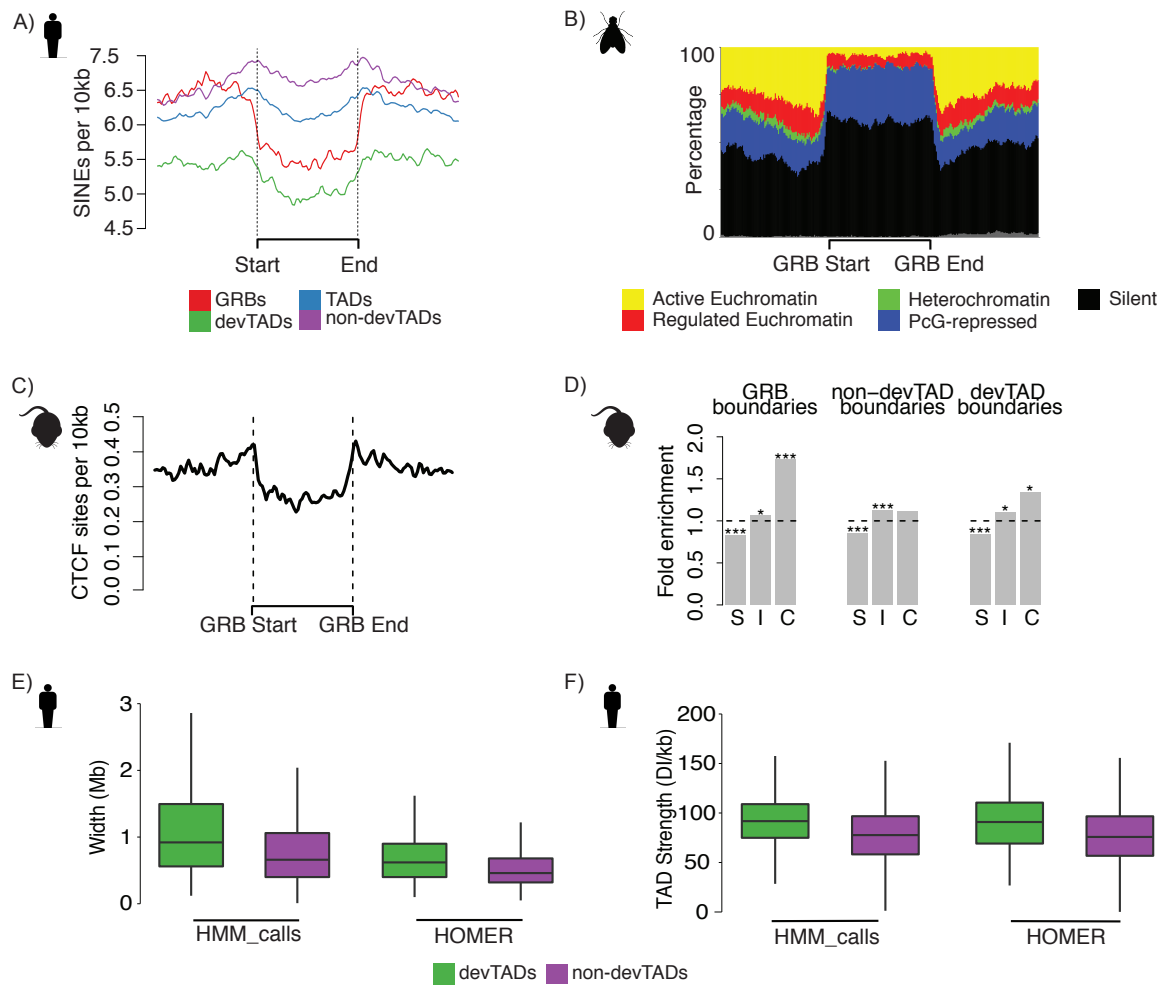 A)
SINEs per 10kb
7.5
6.5
6.0
5.5
5.0
4.5
Start
End
GRBs
TADs
devTADs
non-devTADs
B)
Percentage
100
0
GRB Start
GRB End
Active Euchromatin
Heterochromatin
Silent
Regulated Euchromatin
PcG-repressed
C)
CTCF sites per 10kb
0.0 0.1 0.2 0.3 0.4 0.5
GRB Start
GRB End
D)
GRB
boundaries
non−devTAD
boundaries
devTAD
boundaries
Fold enrichment
0.0 0.5 1.0 1.5 2.0
*** * ***
*** ***
*** * *
S I C
S I C
S I C
E)
Width (Mb)
3
2
1
0
HMM_calls
HOMER
F)
TAD Strength (DI/kb)
200
150
100
50
0
HMM_calls
HOMER
devTADs
non-devTADs